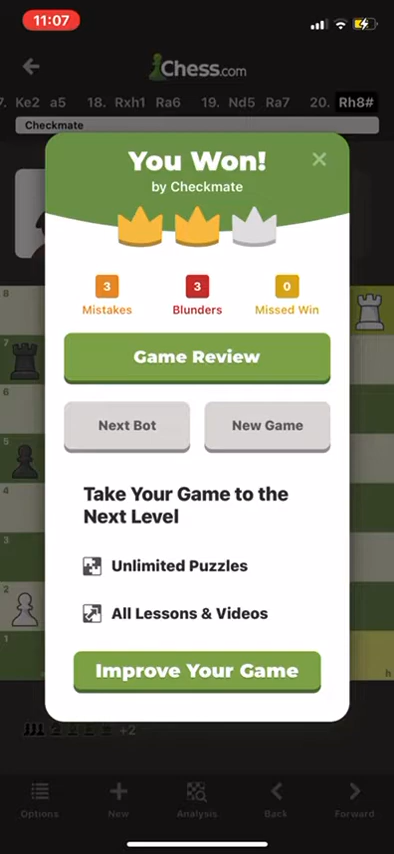 11:07
Chess.com
7. Ke2 a5 18. Rxh1 Ra6 19. Nd5 Ra7 20. Rh8#
Checkmate
You Won!
by Checkmate
3 3 0
Mistakes Blunders Missed Win
Game Review
Next Bot New Game
Take Your Game to the
Next Level
Unlimited Puzzles
All Lessons & Videos
Improve Your Game
8
7
6
5
4
3
2
1
h
+2
Options New Analysis Back Forward